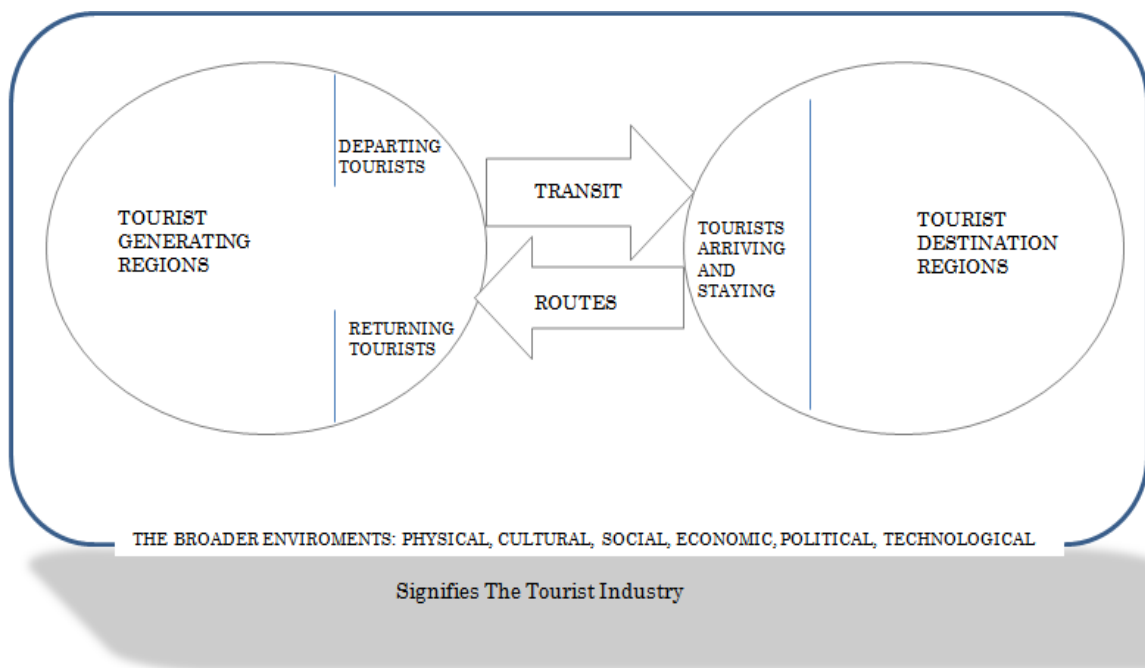 DEPARTING
TOURISTS
TOURIST
GENERATING
REGIONS
RETURNING
TOURISTS
TRANSIT
ROUTES
TOURISTS
ARRIVING
AND
STAYING
TOURIST
DESTINATION
REGIONS
THE BROADER ENVIROMENTS: PHYSICAL, CULTURAL, SOCIAL, ECONOMIC, POLITICAL, TECHNOLOGICAL
Signifies The Tourist Industry